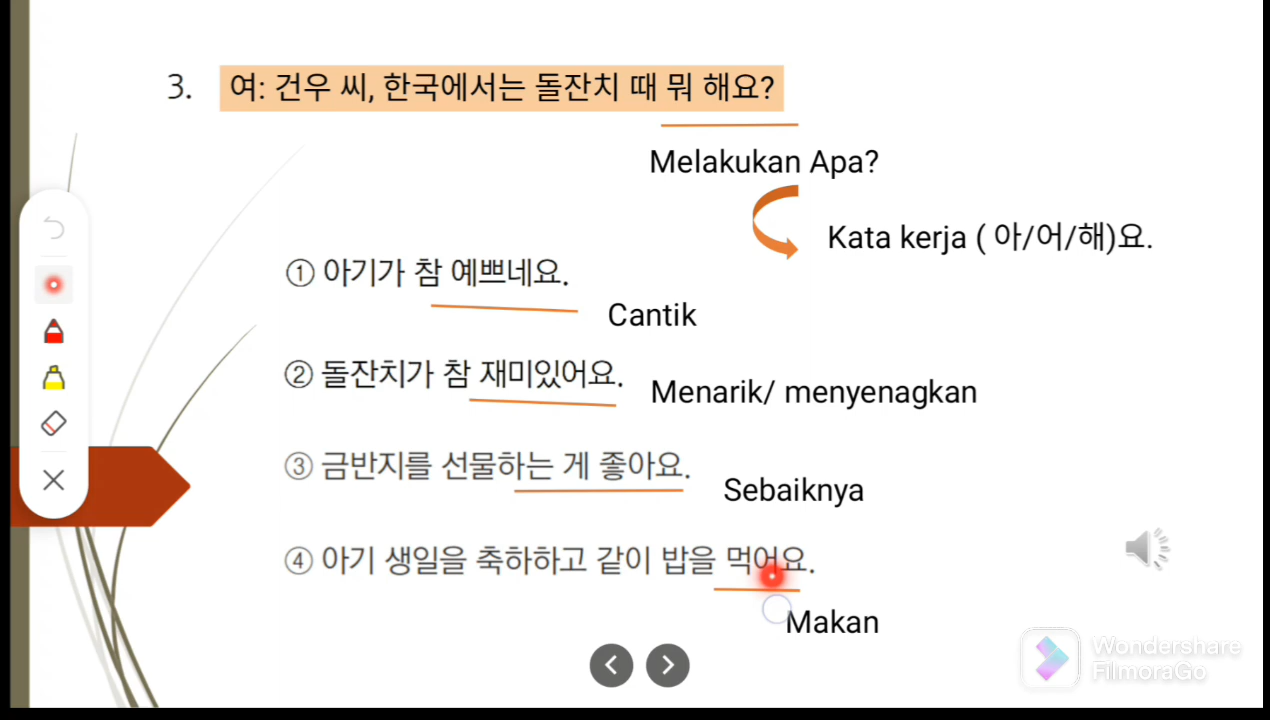 3. 여: 건우 씨, 한국에서는 돌잔치 때 뭐 해요?
Melakukan Apa?
Kata kerja ( 아/어/해)요.
① 아기가 참 예쁘네요.
Cantik
② 돌잔치가 참 재미있어요.
Menarik/ menyenagkan
③ 금반지를 선물하는 게 좋아요.
Sebaiknya
④ 아기 생일을 축하하고 같이 밥을 먹어요.
Makan
Wondershare
FilmoraGo